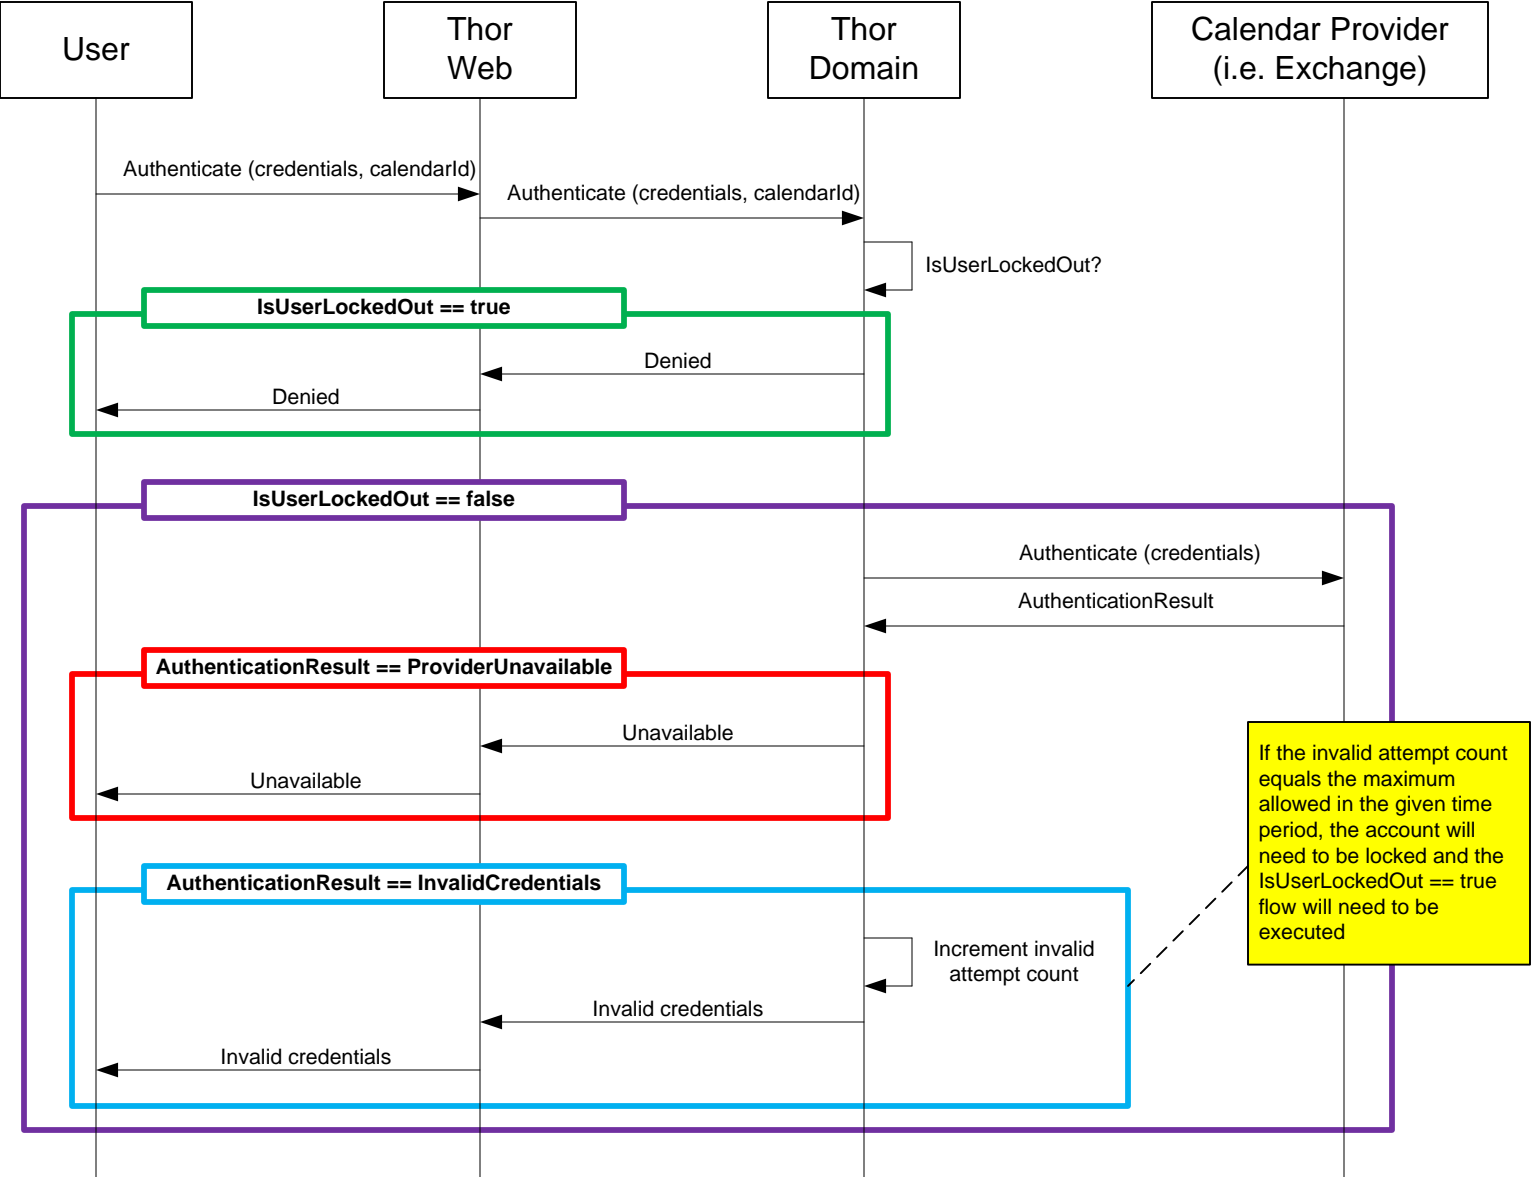 User
Thor
Web
Thor
Domain
Calendar Provider
(i.e. Exchange)
Authenticate (credentials, calendarId)
Authenticate (credentials, calendarId)
IsUserLockedOut?
IsUserLockedOut == true
Denied
Denied
IsUserLockedOut == false
Authenticate (credentials)
AuthenticationResult
AuthenticationResult == ProviderUnavailable
Unavailable
Unavailable
If the invalid attempt count
equals the maximum
allowed in the given time
period, the account will
need to be locked and the
IsUserLockedOut == true
flow will need to be
executed
AuthenticationResult == InvalidCredentials
Increment invalid
attempt count
Invalid credentials
Invalid credentials